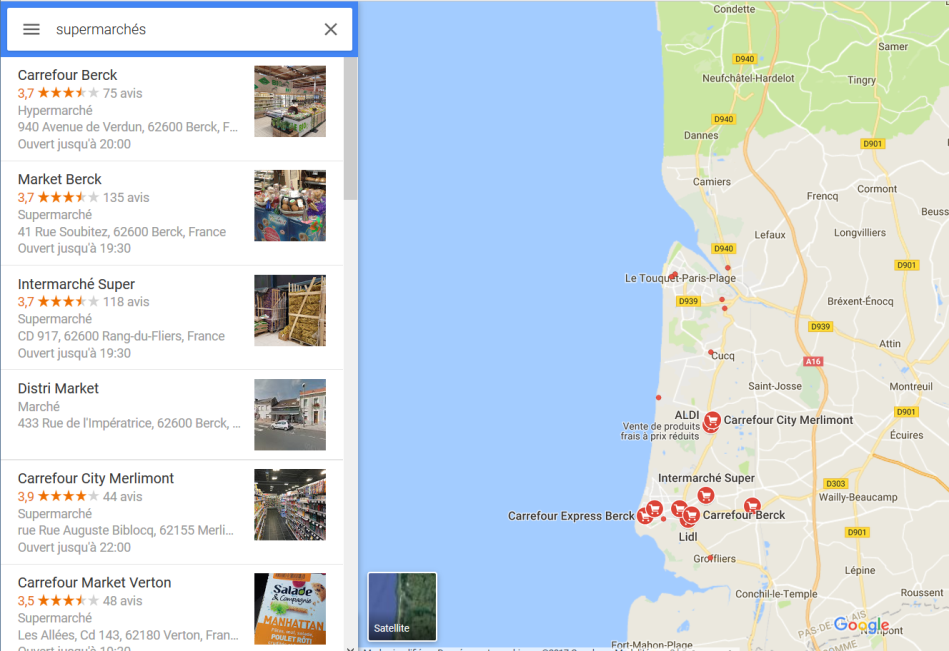 supermarchés
Carrefour Berck
3,7 75 avis
Hypermarché
940 Avenue de Verdun, 62600 Berck, F...
Ouvert jusqu'à 20:00
Market Berck
3,7 135 avis
Supermarché
41 Rue Soubitez, 62600 Berck, France
Ouvert jusqu'à 19:30
Intermarché Super
3,7 118 avis
Supermarché
CD 917, 62600 Rang-du-Fliers, France
Ouvert jusqu'à 19:30
Distri Market
Marché
433 Rue de l'Impératrice, 62600 Berck, ...
Carrefour City Merlimont
3,9 44 avis
Supermarché
rue Rue Auguste Biblocq, 62155 Merli...
Ouvert jusqu'à 22:00
Carrefour Market Verton
3,5 48 avis
Supermarché
Les Allées, Cd 143, 62180 Verton, Fran...
Ouvert jusqu'à 19:30
Salade
& Compagnie
MANHATTAN
POULET RÔTI
Condette
Samer
D940
Neufchâtel-Hardelot
Tingry
D940
Dannes
D901
Camiers
Frencq
Cormont
Beuss
Lefaux
Longvilliers
D940
D901
Le Touquet-Paris-Plage
D939
Bréxent-Énocq
D939
Attin
Cucq
A16
Saint-Josse
Montreuil
ALDI
Vente de produits
frais à prix réduits
Carrefour City Merlimont
D901
Écuires
Intermarché Super
D303
Wailly-Beaucamp
Carrefour Express Berck
Carrefour Berck
Lidl
D901
Groffliers
Lépine
Conchil-le-Temple
Roussent
PAS-DE-CALAIS
SOMME
Google
Fort-Mahon-Plage
Satellite